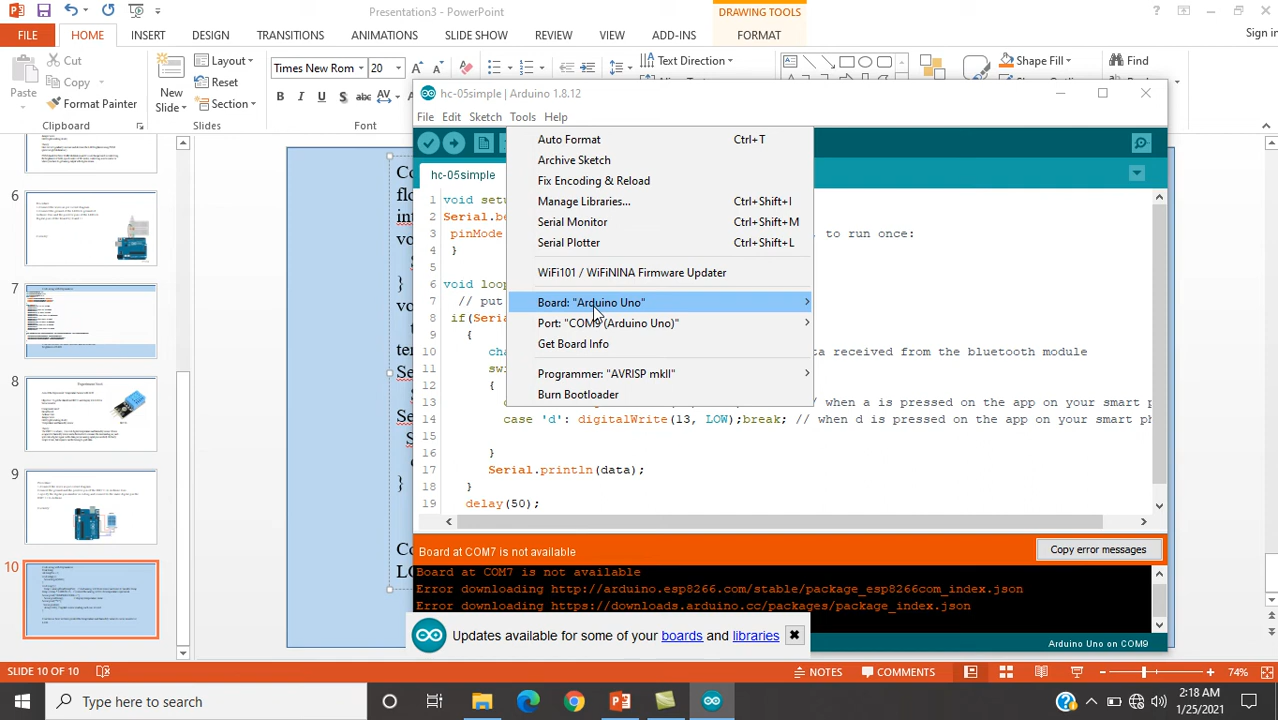 Presentation3 - PowerPoint
DRAWING TOOLS
FILE HOME INSERT DESIGN TRANSITIONS ANIMATIONS SLIDE SHOW REVIEW VIEW ADD-INS FORMAT
Sign in
Cut
Copy
Format Painter
Paste
Clipboard
New
Slide
Layout
Reset
Section
Slides
Times New Rom 20
B I U S abc AV
Font
Text Direction
Shape Fill
Find
hc-05simple | Arduino 1.8.12
File Edit Sketch Tools Help
hc-05simple
Auto Format Ctrl+T
Archive Sketch
Fix Encoding & Reload
Manage Libraries... Ctrl+Shift+I
Serial Monitor Ctrl+Shift+M
Serial Plotter Ctrl+Shift+L
WiFi101 / WiFiNINA Firmware Updater
Board: "Arduino Uno"
Port: "COM9 (Arduino Uno)"
Get Board Info
Programmer: "AVRISP mkII"
Burn Bootloader
1 void set
2 Serial.b
3 pinMode to run once:
4 }
5
6 void loo
7 // put
8 if(Seri
9 {
10 cha ta received from the bluetooth module
11 sw
12 {
13 // when a is pressed on the app on your smart p
14 case 'd': digitalWrite(13, LOW);break; // when d is pressed on the app on your smart ph
15
16 }
17 Serial.println(data);
18 }
19 delay(50);
Board at COM7 is not available
Copy error messages
Board at COM7 is not available
Error downloading http://arduino.esp8266.com/stable/package_esp8266com_index.json
Error downloading https://downloads.arduino.cc/packages/package_index.json
Updates available for some of your boards and libraries
Arduino Uno on COM9
6
7
8
9
10
SLIDE 10 OF 10
NOTES COMMENTS
74%
Type here to search
2:18 AM
1/25/2021